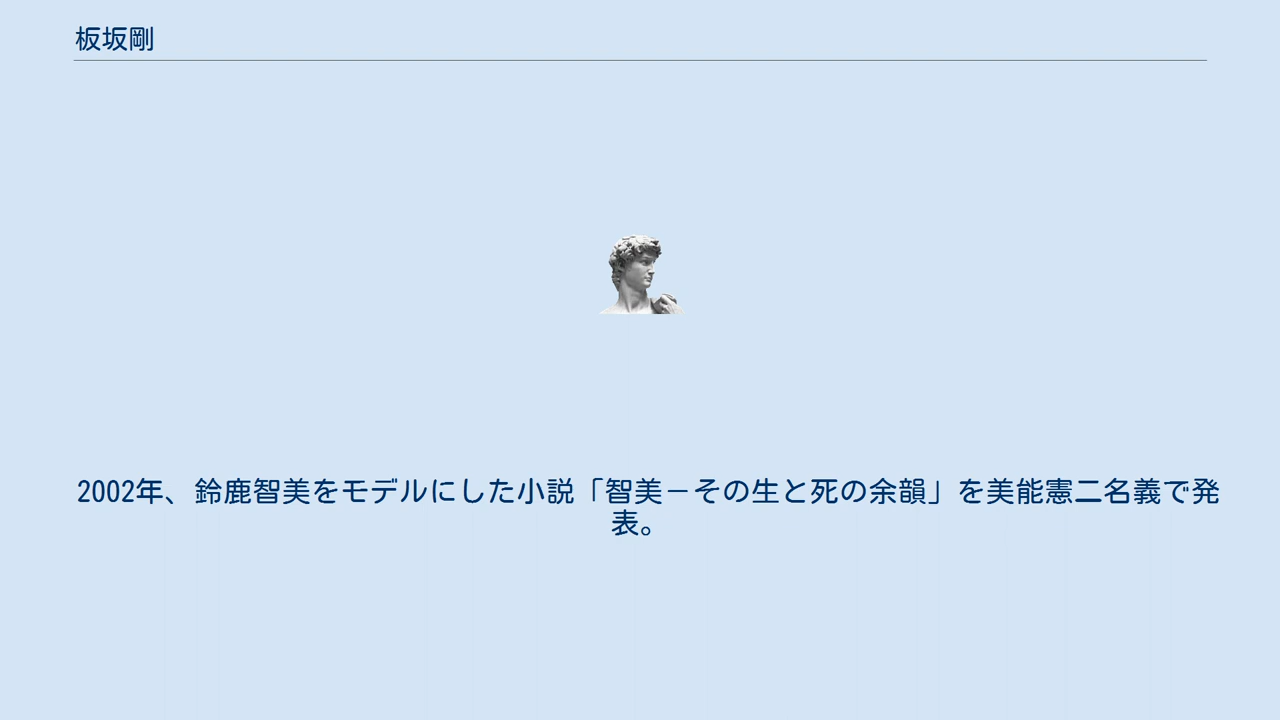 板坂剛
2002年、鈴鹿智美をモデルにした小説「智美－その生と死の余韻」を美能憲二名義で発
表。